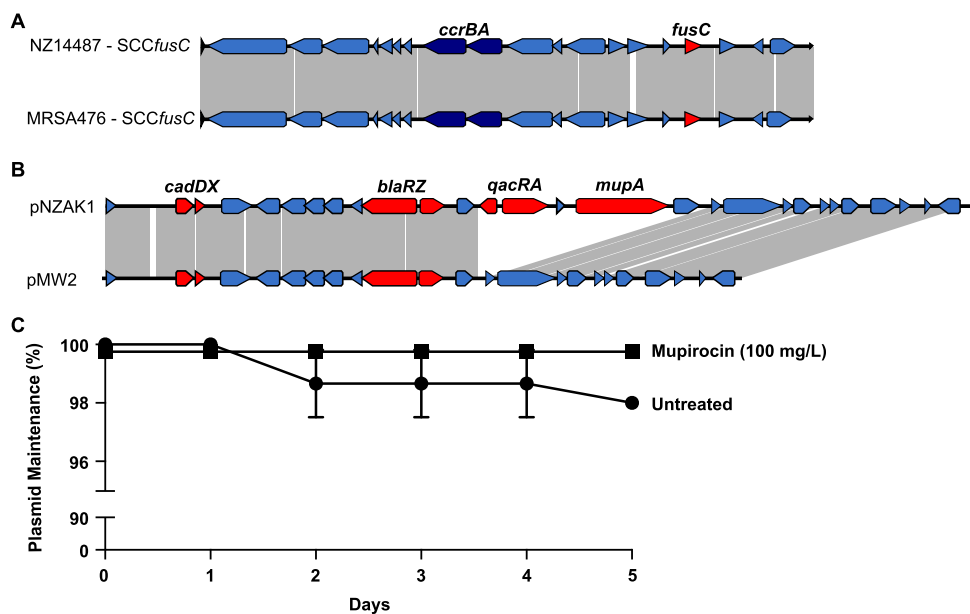 A
ccrBA fusC
NZ14487 - SCCfusC
MRSA476 - SCCfusC
B
cadDX blaRZ qacRA mupA
pNZAK1
pMW2
C
Plasmid Maintenance (%)
100
98
96
90
0
0 1 2 3 4 5
Days
Mupirocin (100 mg/L)
Untreated